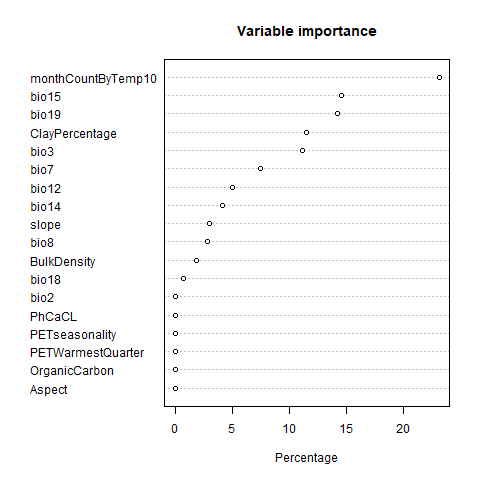 Variable importance
monthCountByTemp10
bio15
bio19
ClayPercentage
bio3
bio7
bio12
bio14
slope
bio8
BulkDensity
bio18
bio2
PhCaCL
PETseasonality
PETWarmestQuarter
OrganicCarbon
Aspect
0 5 10 15 20
Percentage